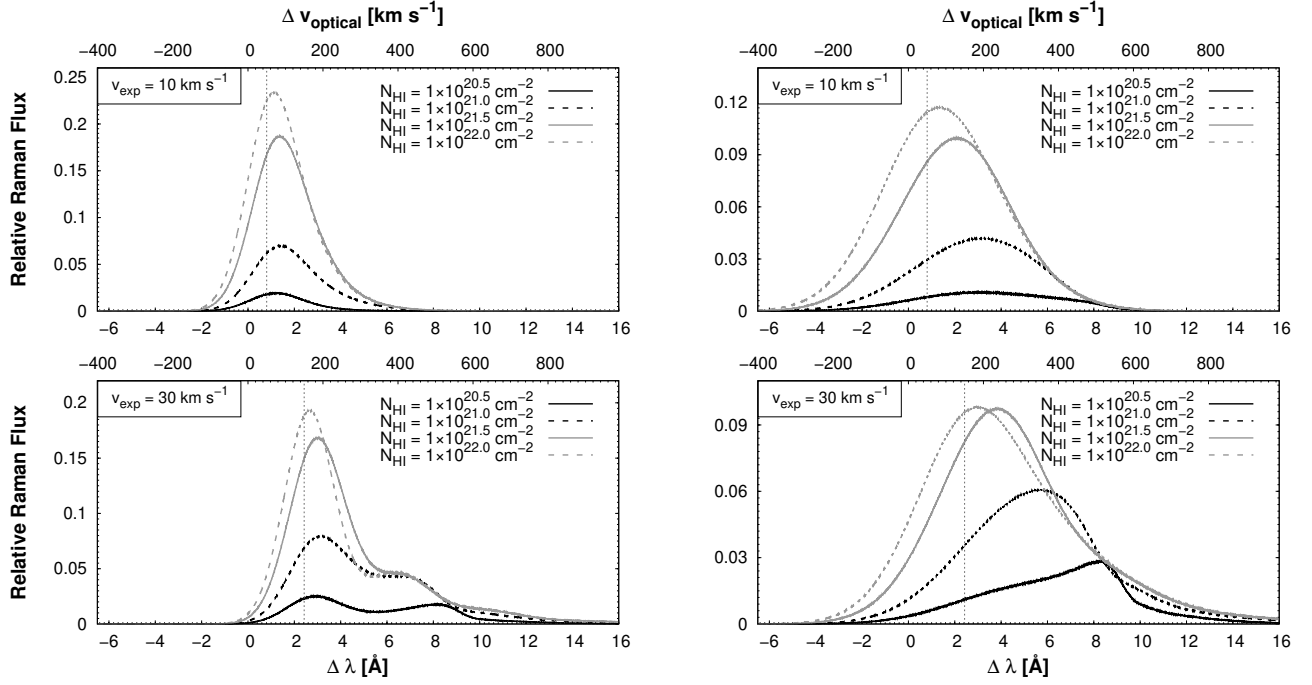 Δ v_optical [km s⁻¹]
−400 −200 0 200 400 600 800
Relative Raman Flux
0.25
0.2
0.15
0.1
0.05
0
v_exp = 10 km s⁻¹
N_HI = 1×10^20.5 cm⁻²
N_HI = 1×10^21.0 cm⁻²
N_HI = 1×10^21.5 cm⁻²
N_HI = 1×10^22.0 cm⁻²
−6 −4 −2 0 2 4 6 8 10 12 14 16
Δ v_optical [km s⁻¹]
−400 −200 0 200 400 600 800
0.12
0.09
0.06
0.03
0
v_exp = 10 km s⁻¹
N_HI = 1×10^20.5 cm⁻²
N_HI = 1×10^21.0 cm⁻²
N_HI = 1×10^21.5 cm⁻²
N_HI = 1×10^22.0 cm⁻²
−6 −4 −2 0 2 4 6 8 10 12 14 16
−400 −200 0 200 400 600 800
Relative Raman Flux
0.2
0.15
0.1
0.05
0
v_exp = 30 km s⁻¹
N_HI = 1×10^20.5 cm⁻²
N_HI = 1×10^21.0 cm⁻²
N_HI = 1×10^21.5 cm⁻²
N_HI = 1×10^22.0 cm⁻²
−6 −4 −2 0 2 4 6 8 10 12 14 16
Δ λ [Å]
−400 −200 0 200 400 600 800
Relative Raman Flux
0.09
0.06
0.03
0
v_exp = 30 km s⁻¹
N_HI = 1×10^20.5 cm⁻²
N_HI = 1×10^21.0 cm⁻²
N_HI = 1×10^21.5 cm⁻²
N_HI = 1×10^22.0 cm⁻²
−6 −4 −2 0 2 4 6 8 10 12 14 16
Δ λ [Å]